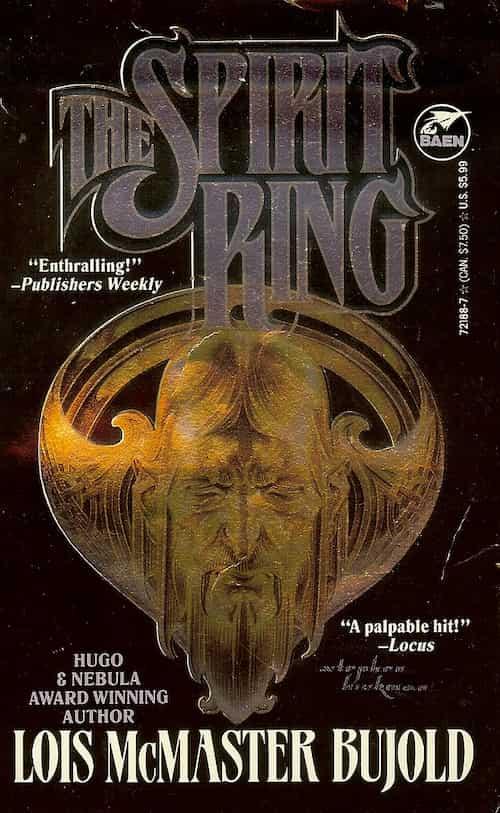 THE SPIRIT
RING
BAEN
72188-7 ☆ (CAN. $7.50) ☆ U.S. $5.99
“Enthralling!”
–Publishers Weekly
“A palpable hit!”
–Locus
HUGO
& NEBULA
AWARD WINNING
AUTHOR
LOIS McMASTER BUJOLD